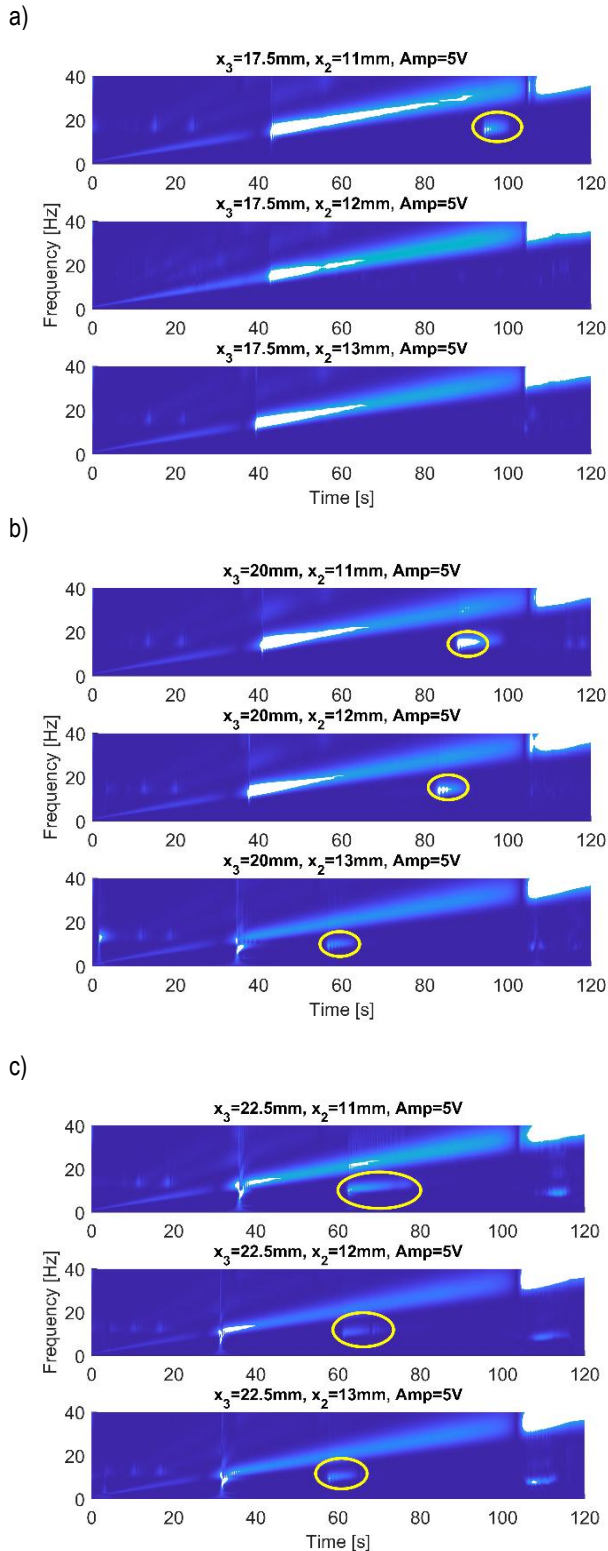 a)
x3=17.5mm, x2=11mm, Amp=5V
40
20
0
0 20 40 60 80 100 120
x3=17.5mm, x2=12mm, Amp=5V
40
20
0
0 20 40 60 80 100 120
Frequency [Hz]
x3=17.5mm, x2=13mm, Amp=5V
40
20
0
0 20 40 60 80 100 120
Time [s]
b)
x3=20mm, x2=11mm, Amp=5V
40
20
0
0 20 40 60 80 100 120
x3=20mm, x2=12mm, Amp=5V
40
20
0
0 20 40 60 80 100 120
Frequency [Hz]
x3=20mm, x2=13mm, Amp=5V
40
20
0
0 20 40 60 80 100 120
Time [s]
c)
x3=22.5mm, x2=11mm, Amp=5V
40
20
0
0 20 40 60 80 100 120
x3=22.5mm, x2=12mm, Amp=5V
40
20
0
0 20 40 60 80 100 120
Frequency [Hz]
x3=22.5mm, x2=13mm, Amp=5V
40
20
0
0 20 40 60 80 100 120
Time [s]